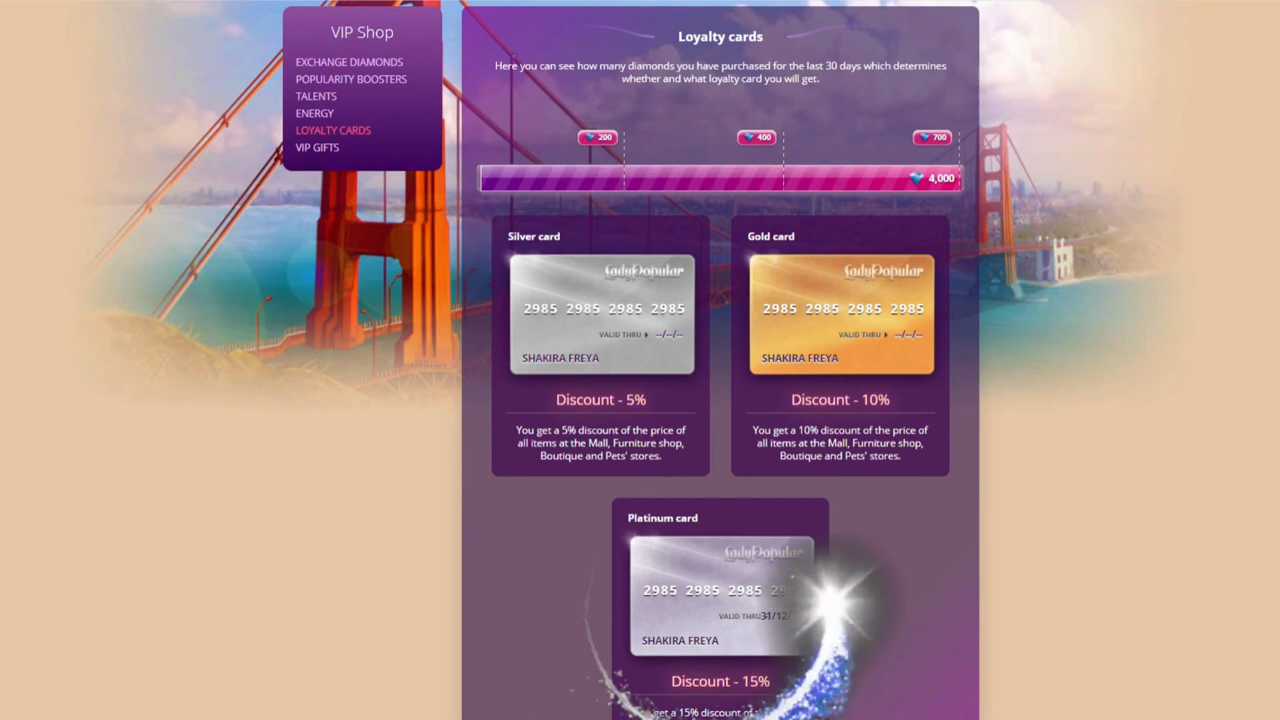 VIP Shop
EXCHANGE DIAMONDS
POPULARITY BOOSTERS
TALENTS
ENERGY
LOYALTY CARDS
VIP GIFTS
Loyalty cards
Here you can see how many diamonds you have purchased for the last 30 days which determines
whether and what loyalty card you will get.
200
400
700
4,000
Silver card
LadyPopular
2985 2985 2985 2985
VALID THRU --/--/--
SHAKIRA FREYA
Discount - 5%
You get a 5% discount of the price of
all items at the Mall, Furniture shop,
Boutique and Pets' stores.
Gold card
LadyPopular
2985 2985 2985 2985
VALID THRU --/--/--
SHAKIRA FREYA
Discount - 10%
You get a 10% discount of the price of
all items at the Mall, Furniture shop,
Boutique and Pets' stores.
Platinum card
LadyPopular
2985 2985 2985
VALID THRU 31/12/
SHAKIRA FREYA
Discount - 15%
get a 15% discount of